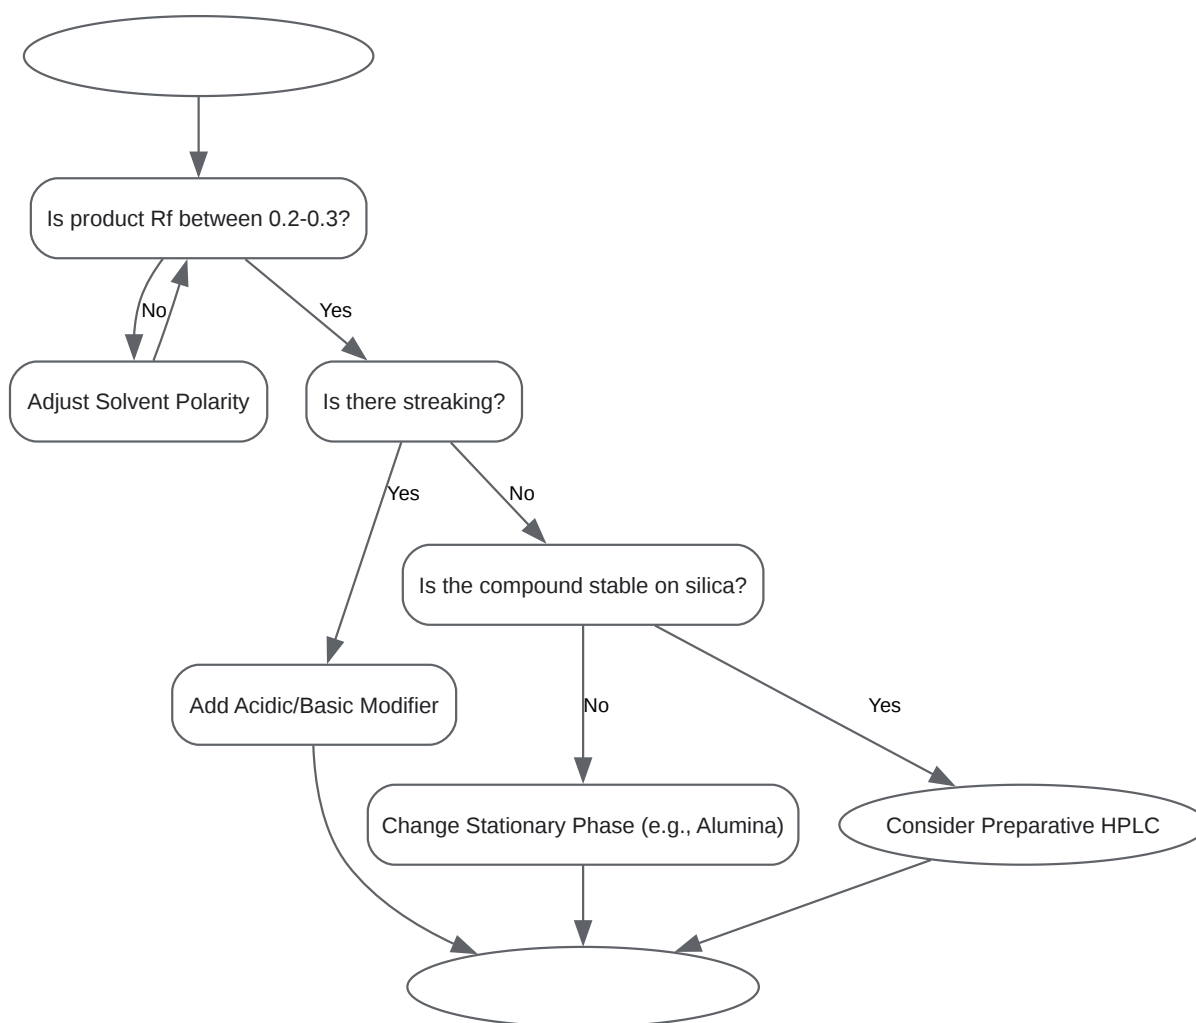 Is product Rf between 0.2-0.3?
No
Yes
Adjust Solvent Polarity
Is there streaking?
Yes
No
Is the compound stable on silica?
Add Acidic/Basic Modifier
No
Yes
Change Stationary Phase (e.g., Alumina)
Consider Preparative HPLC